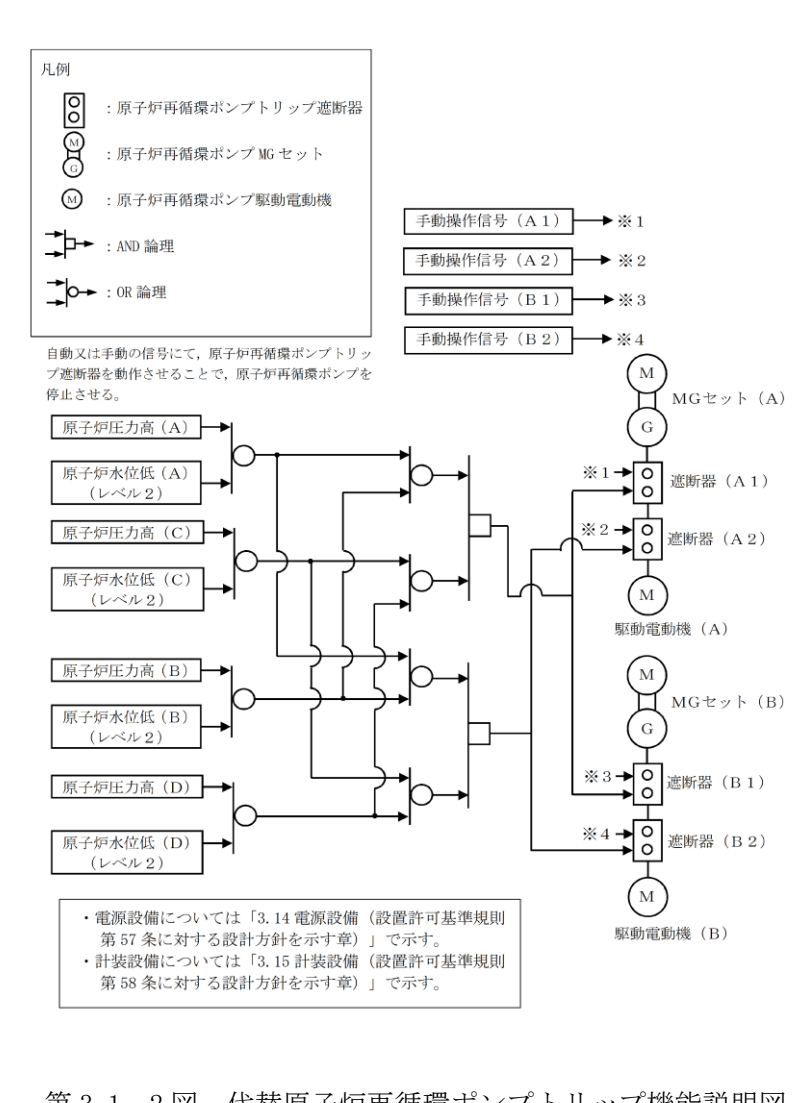 凡例
：原子炉再循環ポンプトリップ遮断器
M
G
：原子炉再循環ポンプ MG セット
M
：原子炉再循環ポンプ駆動電動機
：AND 論理
：OR 論理
手動操作信号（Ａ１） ※１
手動操作信号（Ａ２） ※２
手動操作信号（Ｂ１） ※３
手動操作信号（Ｂ２） ※４
自動又は手動の信号にて，原子炉再循環ポンプトリッ
プ遮断器を動作させることで，原子炉再循環ポンプを
停止させる。
原子炉圧力高（Ａ）
原子炉水位低（Ａ）
（レベル２）
原子炉圧力高（Ｃ）
原子炉水位低（Ｃ）
（レベル２）
原子炉圧力高（Ｂ）
原子炉水位低（Ｂ）
（レベル２）
原子炉圧力高（Ｄ）
原子炉水位低（Ｄ）
（レベル２）
M
ＭＧセット（Ａ）
G
※１
遮断器（Ａ１）
※２
遮断器（Ａ２）
M
駆動電動機（Ａ）
M
ＭＧセット（Ｂ）
G
※３
遮断器（Ｂ１）
※４
遮断器（Ｂ２）
M
駆動電動機（Ｂ）
・電源設備については「3.14 電源設備（設置許可基準規則
第 57 条に対する設計方針を示す章）」で示す。
・計装設備については「3.15 計装設備（設置許可基準規則
第 58 条に対する設計方針を示す章）」で示す。
第 3.1－2 図 代替原子炉再循環ポンプトリップ機能説明図